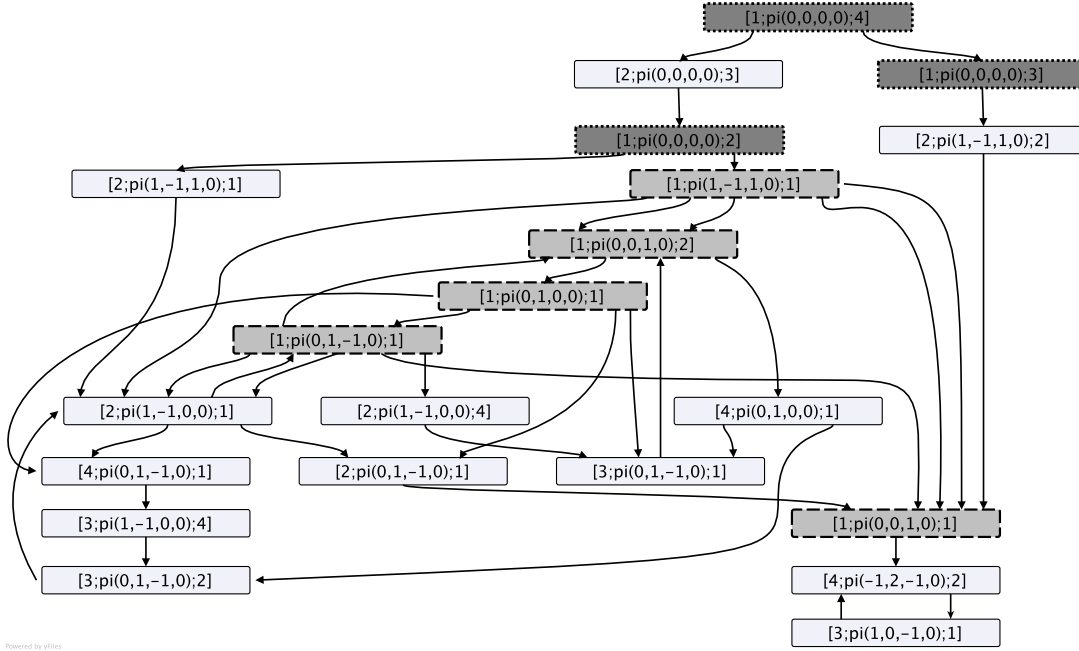 [1;pi(0,0,0,0);4]
[2;pi(0,0,0,0);3]
[1;pi(0,0,0,0);3]
[1;pi(0,0,0,0);2]
[2;pi(1,−1,1,0);2]
[2;pi(1,−1,1,0);1]
[1;pi(1,−1,1,0);1]
[1;pi(0,0,1,0);2]
[1;pi(0,1,0,0);1]
[1;pi(0,1,−1,0);1]
[2;pi(1,−1,0,0);1]
[2;pi(1,−1,0,0);4]
[4;pi(0,1,0,0);1]
[4;pi(0,1,−1,0);1]
[2;pi(0,1,−1,0);1]
[3;pi(0,1,−1,0);1]
[3;pi(1,−1,0,0);4]
[1;pi(0,0,1,0);1]
[3;pi(0,1,−1,0);2]
[4;pi(−1,2,−1,0);2]
[3;pi(1,0,−1,0);1]
Powered by yFiles